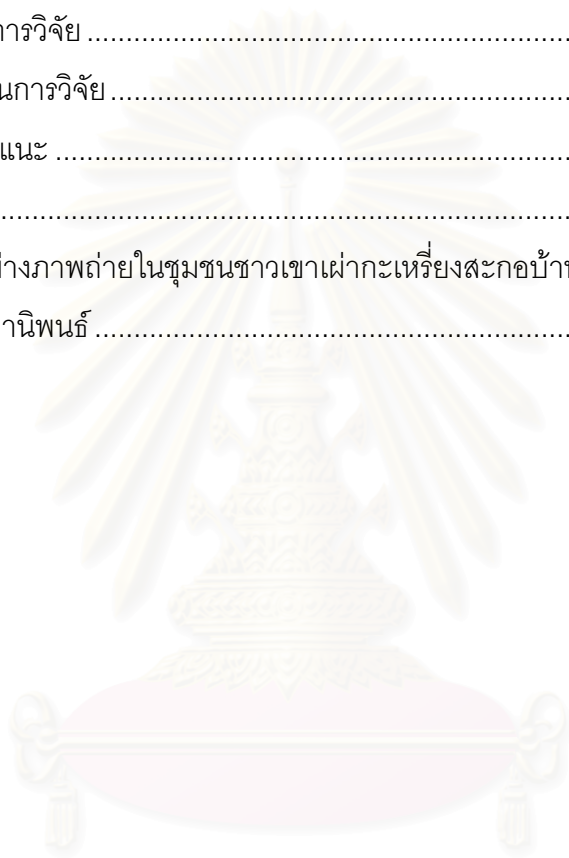 การวิจัย ................................................................
นการวิจัย ................................................................
แนะ ................................................................
................................................................
่างภาพถ่ายในชุมชนชาวเขาเผ่ากะเหรี่ยงสะกอบ้า
านิพนธ์ ................................................................